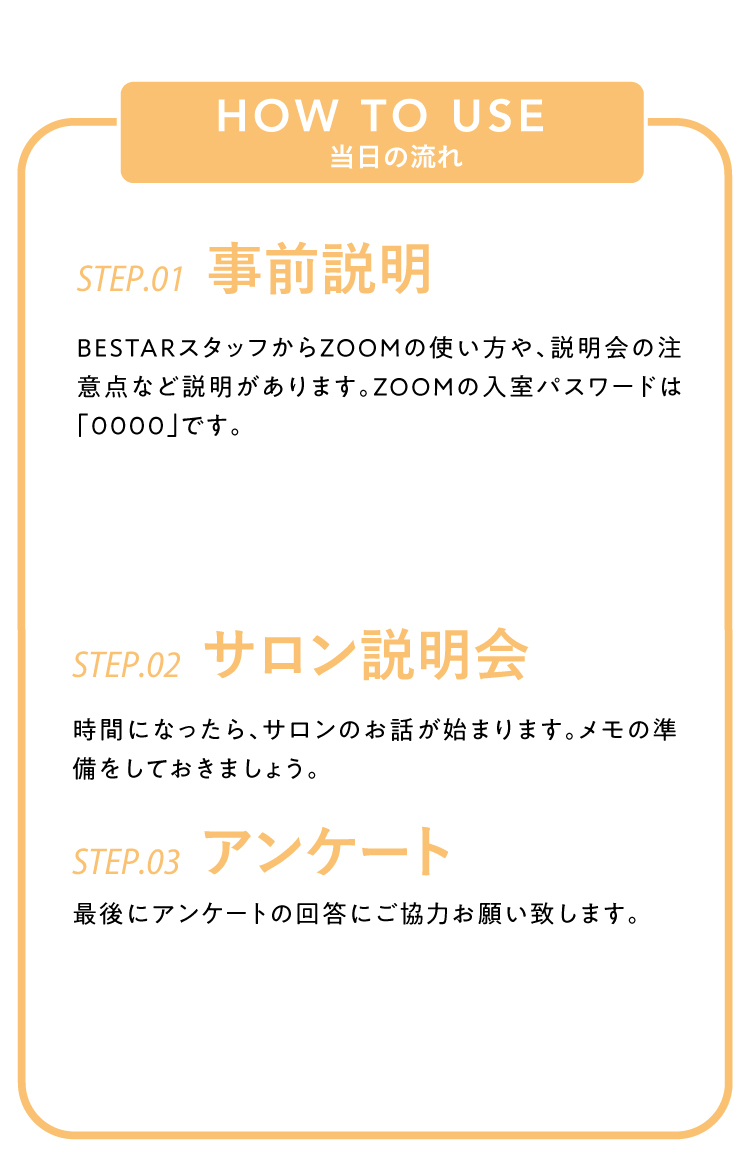 HOW TO USE
当日の流れ
STEP.01 事前説明
BESTARスタッフからZOOMの使い方や、説明会の注
意点など説明があります。ZOOMの入室パスワードは
「0000」です。
STEP.02 サロン説明会
時間になったら、サロンのお話が始まります。メモの準
備をしておきましょう。
STEP.03 アンケート
最後にアンケートの回答にご協力お願い致します。